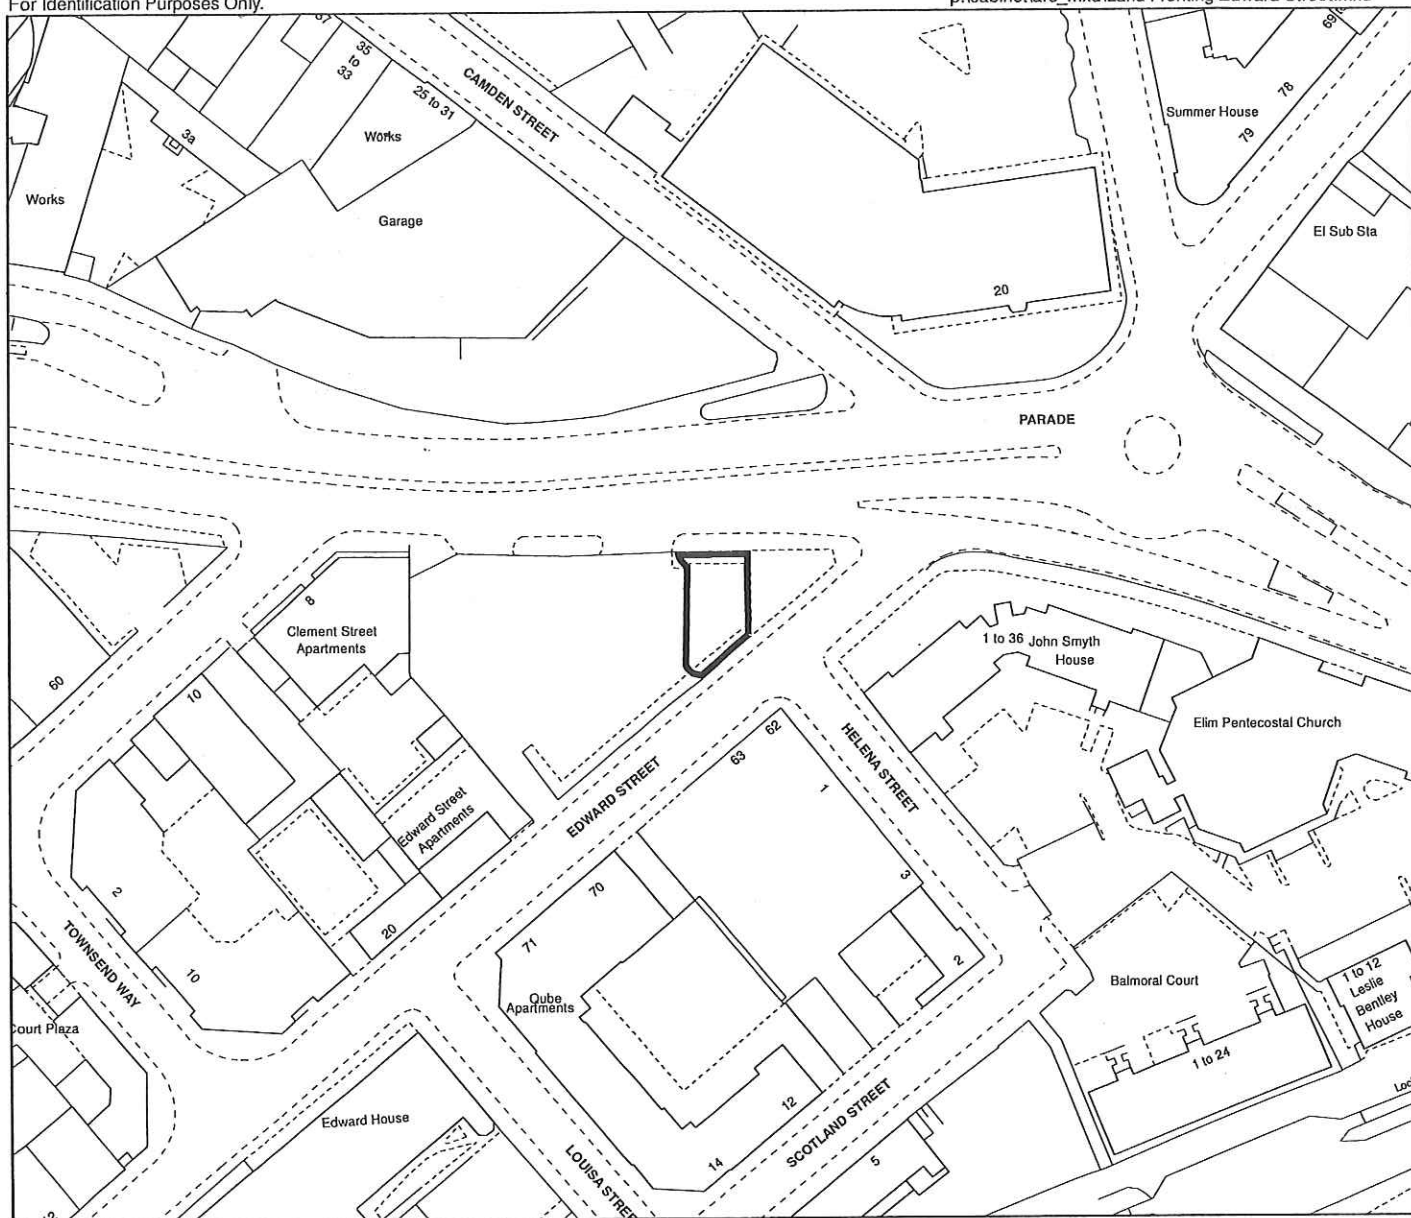 For Identification Purposes Only.
67
35
to
33
25 to 31
CAMDEN STREET
Works
3a
Works
Garage
Summer House
78
79
El Sub Sta
20
PARADE
8
Clement Street
Apartments
1 to 36 John Smyth
House
60
10
Elim Pentecostal Church
HELENA STREET
62
63
1
EDWARD STREET
Edward Street
Apartments
2
3
70
71
20
2
TOWNSEND WAY
10
Qube
Apartments
Balmoral Court
1 to 12
Leslie
Bentley
House
Court Plaza
1 to 24
Edward House
12
SCOTLAND STREET
14
5
LOUISA STREE